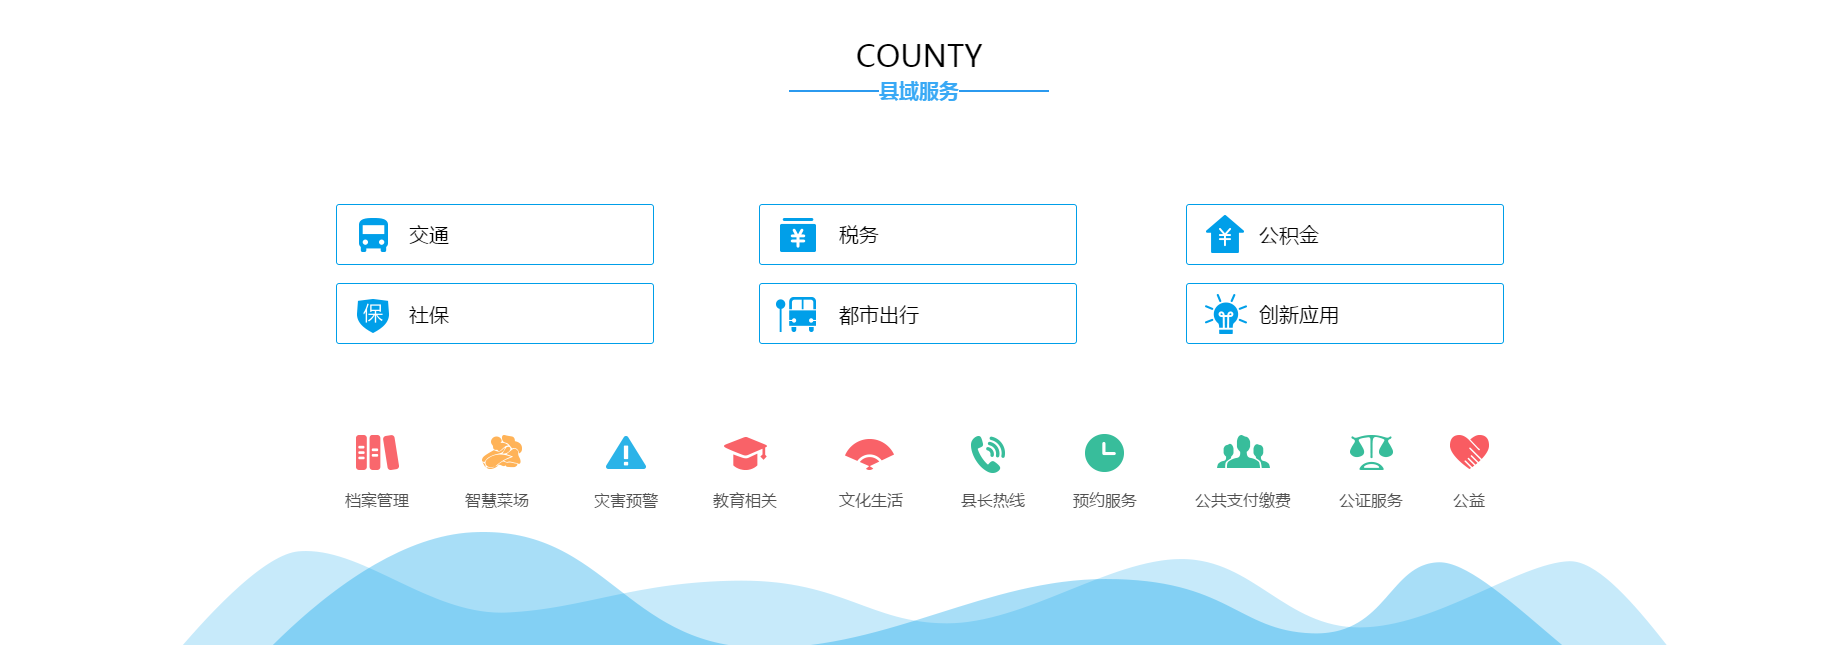 COUNTY
县域服务
交通
税务
公积金
保
社保
都市出行
创新应用
档案管理
智慧菜场
灾害预警
教育相关
文化生活
县长热线
预约服务
公共支付缴费
公证服务
公益